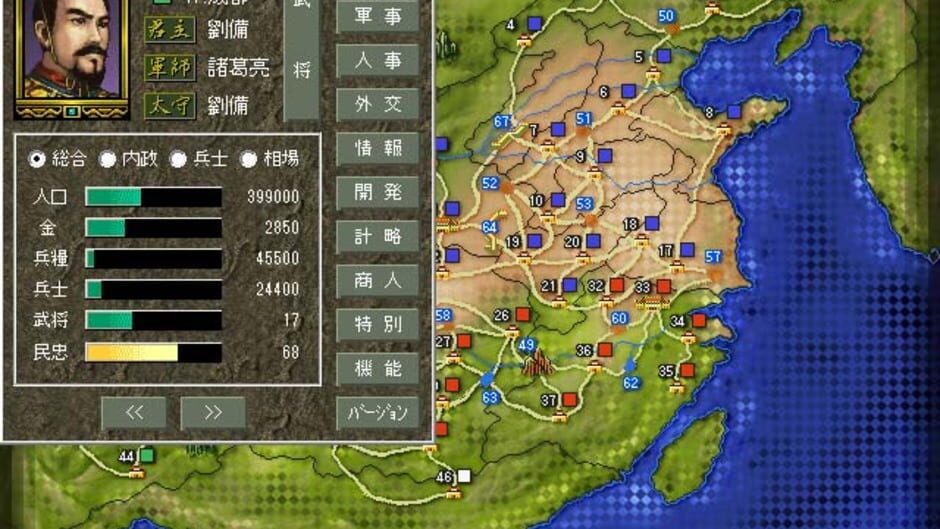 君主 劉備
軍師 諸葛亮
太守 劉備
将
総合 内政 兵士 相場
人口 399000
金 2850
兵糧 45500
兵士 24400
武将 17
民忠 68
<< >>
軍事
人事
外交
情報
開発
計略
商人
特別
機能
バージョン
4
50
5
6
8
67
7
51
9
52
10
53
64
19
20
18
17
57
21
32
33
58
26
60
34
27
49
36
35
62
63
37
44
46